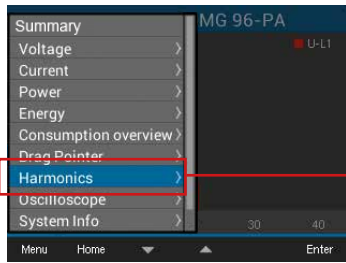 Summary
MG 96-PA
Voltage
U-L1
Current
Power
Energy
Consumption overview
Drag Pointer
Harmonics
Oscilloscope
System Info
30 40
Menu Home Enter